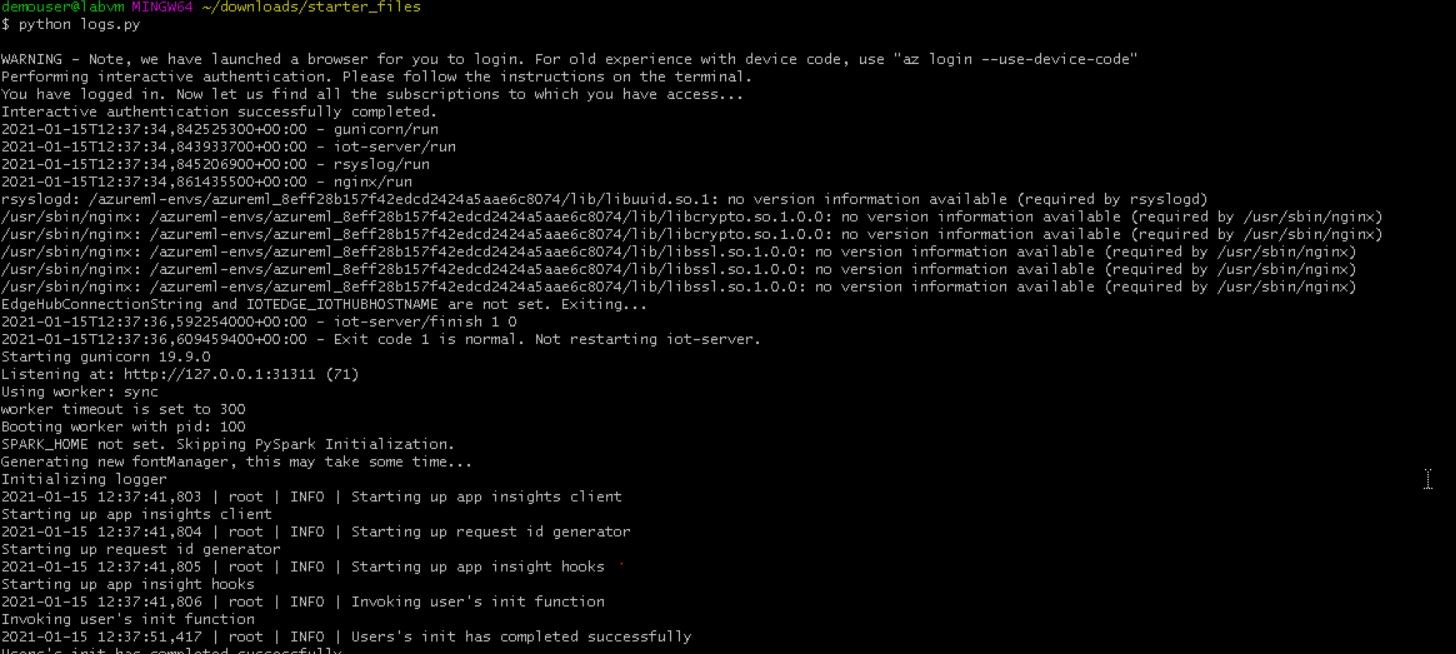 demouser@labvm MINGW64 ~/downloads/starter_files
$ python logs.py
WARNING - Note, we have launched a browser for you to login. For old experience with device code, use "az login --use-device-code"
Performing interactive authentication. Please follow the instructions on the terminal.
You have logged in. Now let us find all the subscriptions to which you have access...
Interactive authentication successfully completed.
2021-01-15T12:37:34,842525300+00:00 - gunicorn/run
2021-01-15T12:37:34,843933700+00:00 - iot-server/run
2021-01-15T12:37:34,845206900+00:00 - rsyslog/run
2021-01-15T12:37:34,861435500+00:00 - nginx/run
rsyslogd: /azureml-envs/azureml_8eff28b157f42edcd2424a5aae6c8074/lib/libuuid.so.1: no version information available (required by rsyslogd)
/usr/sbin/nginx: /azureml-envs/azureml_8eff28b157f42edcd2424a5aae6c8074/lib/libcrypto.so.1.0.0: no version information available (required by /usr/sbin/nginx)
/usr/sbin/nginx: /azureml-envs/azureml_8eff28b157f42edcd2424a5aae6c8074/lib/libcrypto.so.1.0.0: no version information available (required by /usr/sbin/nginx)
/usr/sbin/nginx: /azureml-envs/azureml_8eff28b157f42edcd2424a5aae6c8074/lib/libssl.so.1.0.0: no version information available (required by /usr/sbin/nginx)
/usr/sbin/nginx: /azureml-envs/azureml_8eff28b157f42edcd2424a5aae6c8074/lib/libssl.so.1.0.0: no version information available (required by /usr/sbin/nginx)
/usr/sbin/nginx: /azureml-envs/azureml_8eff28b157f42edcd2424a5aae6c8074/lib/libssl.so.1.0.0: no version information available (required by /usr/sbin/nginx)
EdgeHubConnectionString and IOTEDGE_IOTHUBHOSTNAME are not set. Exiting...
2021-01-15T12:37:36,592254000+00:00 - iot-server/finish 1 0
2021-01-15T12:37:36,609459400+00:00 - Exit code 1 is normal. Not restarting iot-server.
Starting gunicorn 19.9.0
Listening at: http://127.0.0.1:31311 (71)
Using worker: sync
worker timeout is set to 300
Booting worker with pid: 100
SPARK_HOME not set. Skipping PySpark Initialization.
Generating new fontManager, this may take some time...
Initializing logger
2021-01-15 12:37:41,803 | root | INFO | Starting up app insights client
Starting up app insights client
2021-01-15 12:37:41,804 | root | INFO | Starting up request id generator
Starting up request id generator
2021-01-15 12:37:41,805 | root | INFO | Starting up app insight hooks
Starting up app insight hooks
2021-01-15 12:37:41,806 | root | INFO | Invoking user's init function
Invoking user's init function
2021-01-15 12:37:51,417 | root | INFO | Users's init has completed successfully
Users's init has completed successfully